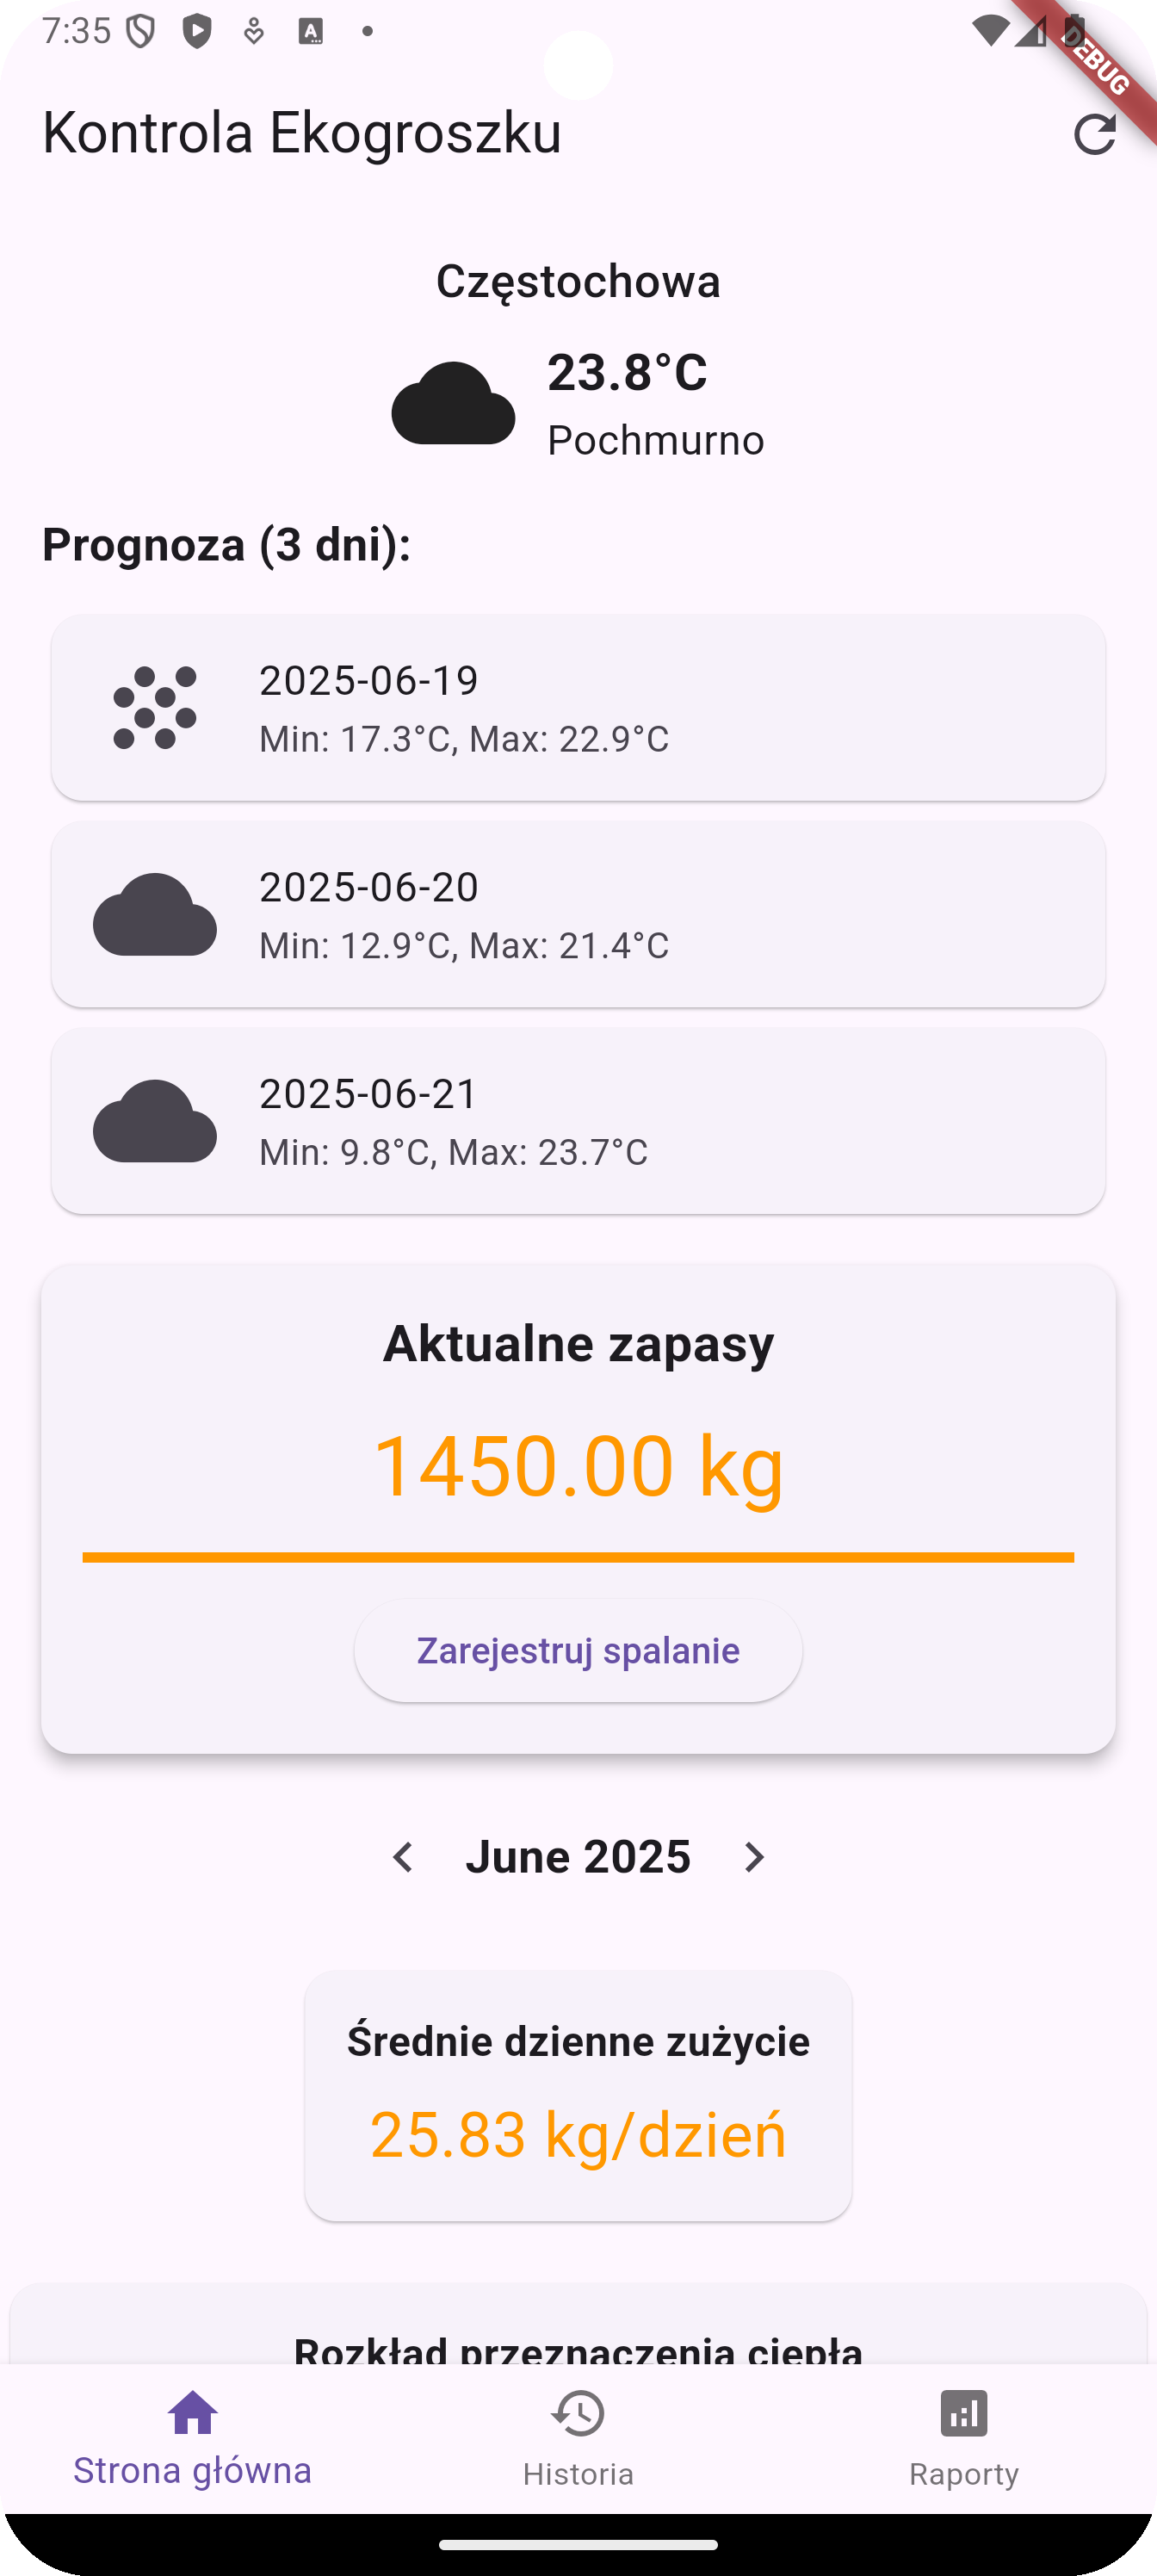 7:35
DEBUG
Kontrola Ekogroszku
Częstochowa
23.8°C
Pochmurno
Prognoza (3 dni):
2025-06-19
Min: 17.3°C, Max: 22.9°C
2025-06-20
Min: 12.9°C, Max: 21.4°C
2025-06-21
Min: 9.8°C, Max: 23.7°C
Aktualne zapasy
1450.00 kg
Zarejestruj spalanie
June 2025
Średnie dzienne zużycie
25.83 kg/dzień
Rozkład przeznaczenia ciepła
Strona główna
Historia
Raporty